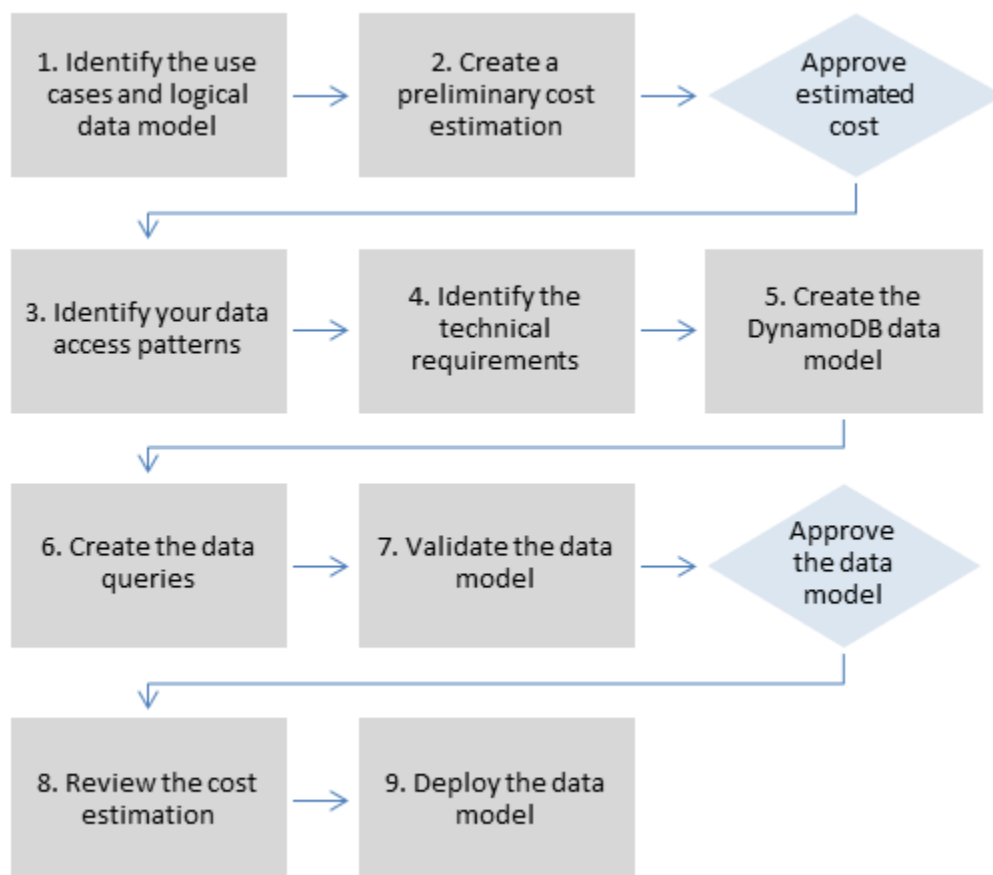 1. Identify the use
cases and logical
data model
2. Create a
preliminary cost
estimation
Approve
estimated
cost
3. Identify your data
access patterns
4. Identify the
technical
requirements
5. Create the
DynamoDB data
model
6. Create the data
queries
7. Validate the data
model
Approve
the data
model
8. Review the cost
estimation
9. Deploy the data
model